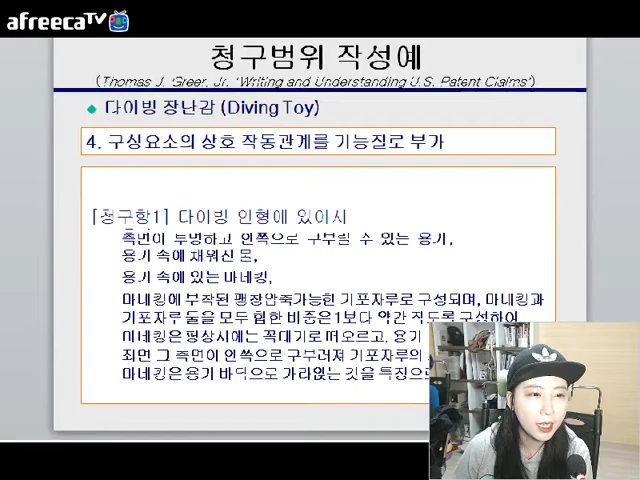 afreecaTV
청구범위 작성예
(Thomas J. Greer, Jr. 'Writing and Understanding U.S. Patent Claims')
다이빙 장난감 (Diving Toy)
4. 구성요소의 상호 작동관계를 기능절로 부가
[청구항1] 다이빙 인형에 있어서
측면이 투명하고 안쪽으로 구부릴 수 있는 용기,
용기 속에 채워진 물,
용기 속에 있는 마네킹,
마네킹에 부착된 팽창압축가능한 기포자루로 구성되며, 마네킹과
기포자루 둘을 모두 합한 비중은 1보다 약간 작도록 구성하여
마네킹은 평상시에는 꼭대기로 떠오르고, 용기
죄면 그 측면이 안쪽으로 구부러져 기포자루의
마네킹은 용기 바닥으로 가라앉는 것을 특징으로